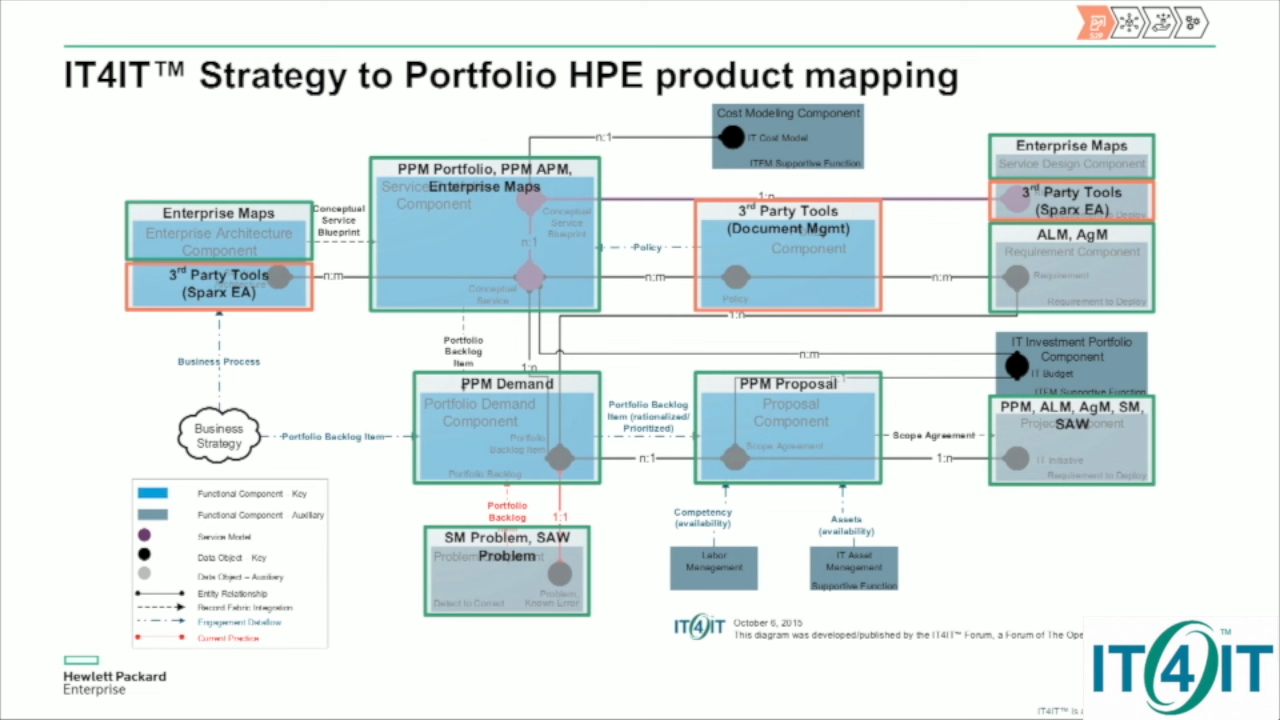 S2P
IT4IT™ Strategy to Portfolio HPE product mapping
Cost Modeling Component
n:1
IT Cost Model
ITFM Supportive Function
PPM Portfolio, PPM APM,
Enterprise Maps
Component
Conceptual
Service
Blueprint
n:1
Conceptual
Service
Enterprise Maps
Service Design Component
3rd Party Tools
(Sparx EA)
1:n
Enterprise Maps
Enterprise Architecture
Component
3rd Party Tools
(Sparx EA)
Conceptual
Service
Blueprint
n:m
3rd Party Tools
(Document Mgmt)
Component
Policy
Policy
n:m
n:m
ALM, AgM
Requirement Component
Requirement
Requirement to Deploy
1:n
Business Process
Portfolio
Backlog
Item
n:m
1:n
IT Investment Portfolio
Component
IT Budget
ITFM Supportive Function
PPM Demand
Portfolio Demand
Component
Portfolio
Backlog Item
Portfolio Backlog
Portfolio Backlog
Item (rationalized/
Prioritized)
n:1
PPM Proposal
Proposal
Component
Scope Agreement
Scope Agreement
1:n
PPM, ALM, AgM, SM,
SAW
IT Initiative
Requirement to Deploy
Business
Strategy
Portfolio Backlog Item
Portfolio
Backlog
1:1
Competency
(availability)
Assets
(availability)
SM Problem, SAW
Problem
Detect to Correct
Problem,
Known Error
Labor
Management
IT Asset
Management
Supportive Function
Functional Component - Key
Functional Component - Auxiliary
Service Model
Data Object - Key
Data Object – Auxiliary
Entity Relationship
Record Fabric Integration
Engagement Dataflow
Current Practice
IT4IT
October 6, 2015
This diagram was developed/published by the IT4IT™ Forum, a Forum of The
Hewlett Packard
Enterprise
IT4IT™
IT4IT™ is